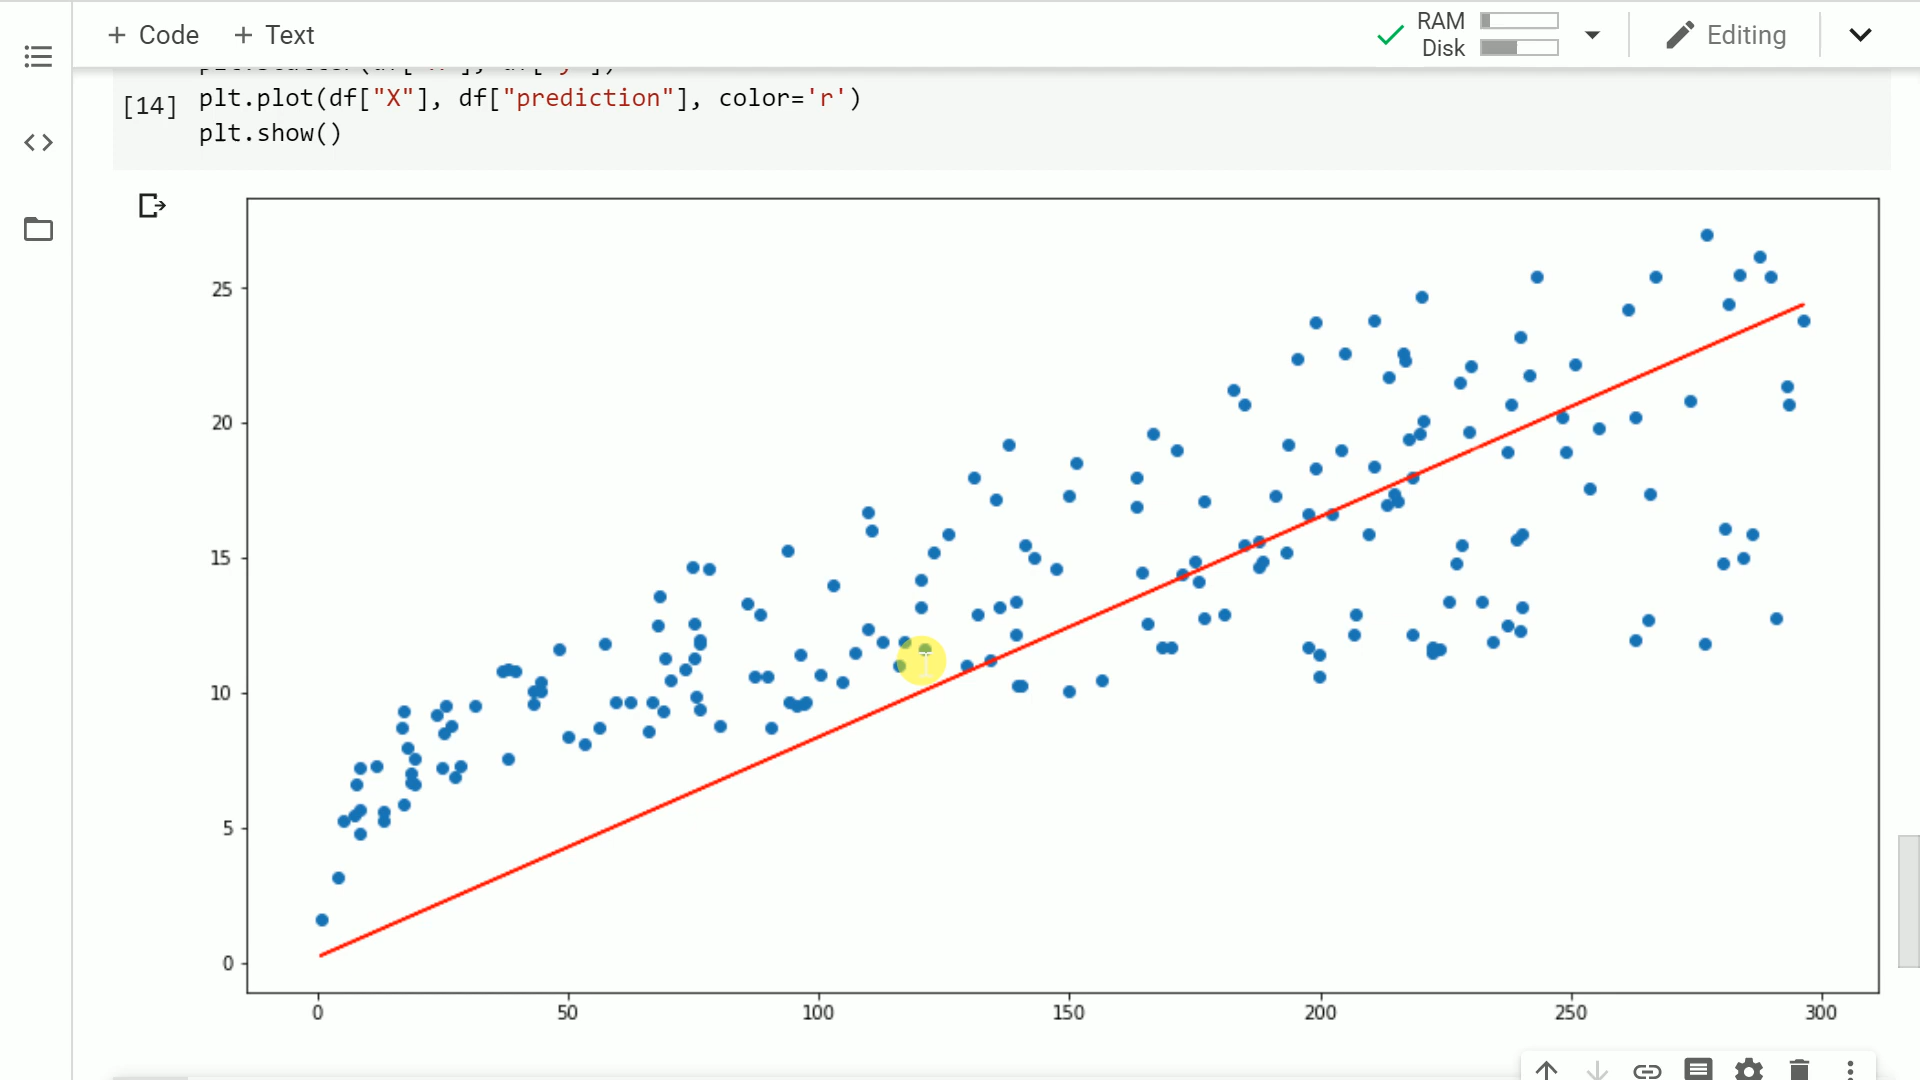 + Code + Text
RAM
Disk
Editing
[14] plt.plot(df["X"], df["prediction"], color='r')
plt.show()
25
20
15
10
5
0
0 50 100 150 200 250 300